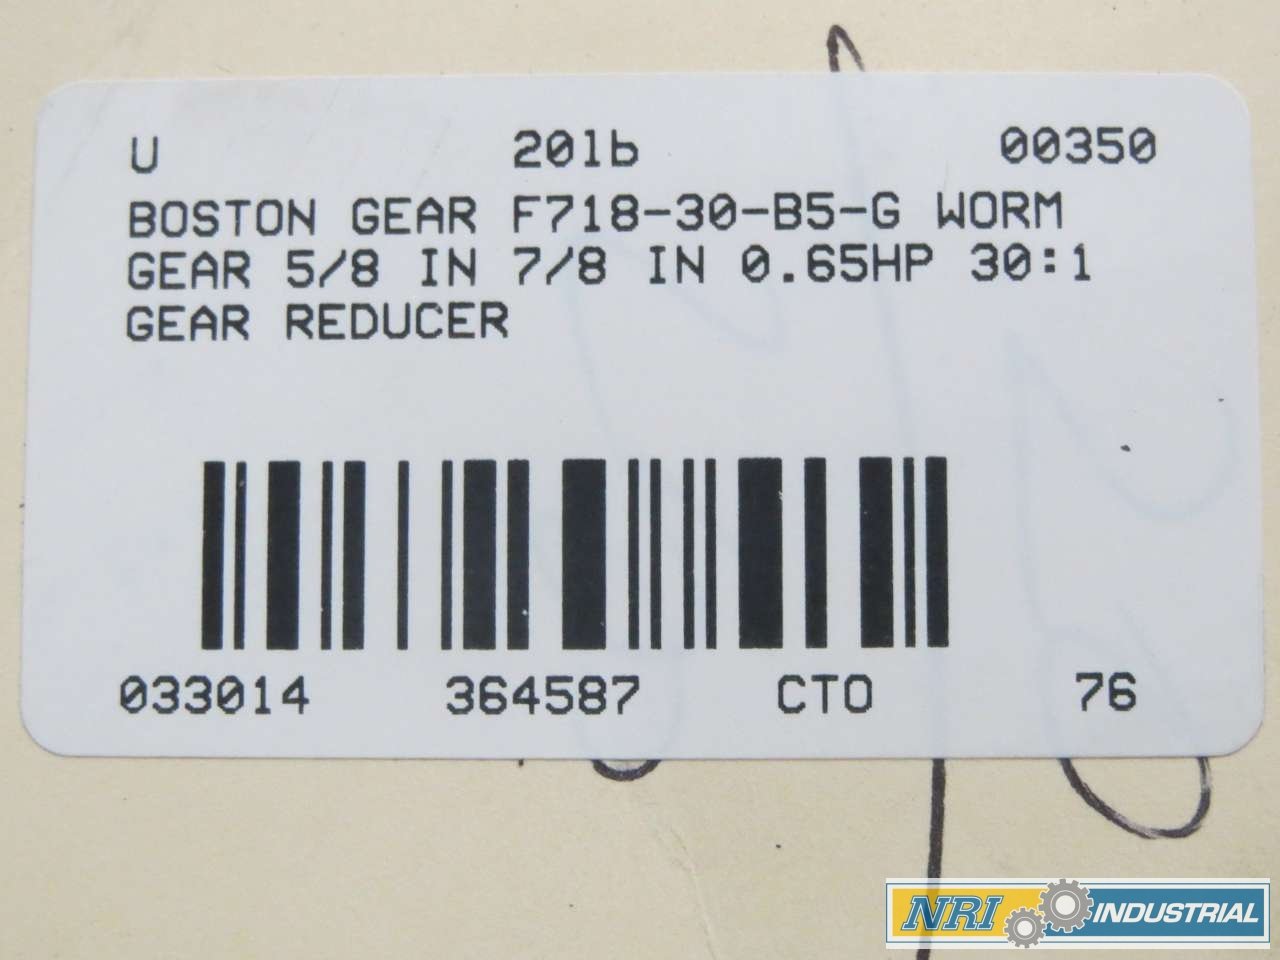 U 20lb 00350
BOSTON GEAR F718-30-B5-G WORM
GEAR 5/8 IN 7/8 IN 0.65HP 30:1
GEAR REDUCER
033014 364587 CTO 76
NRI INDUSTRIAL